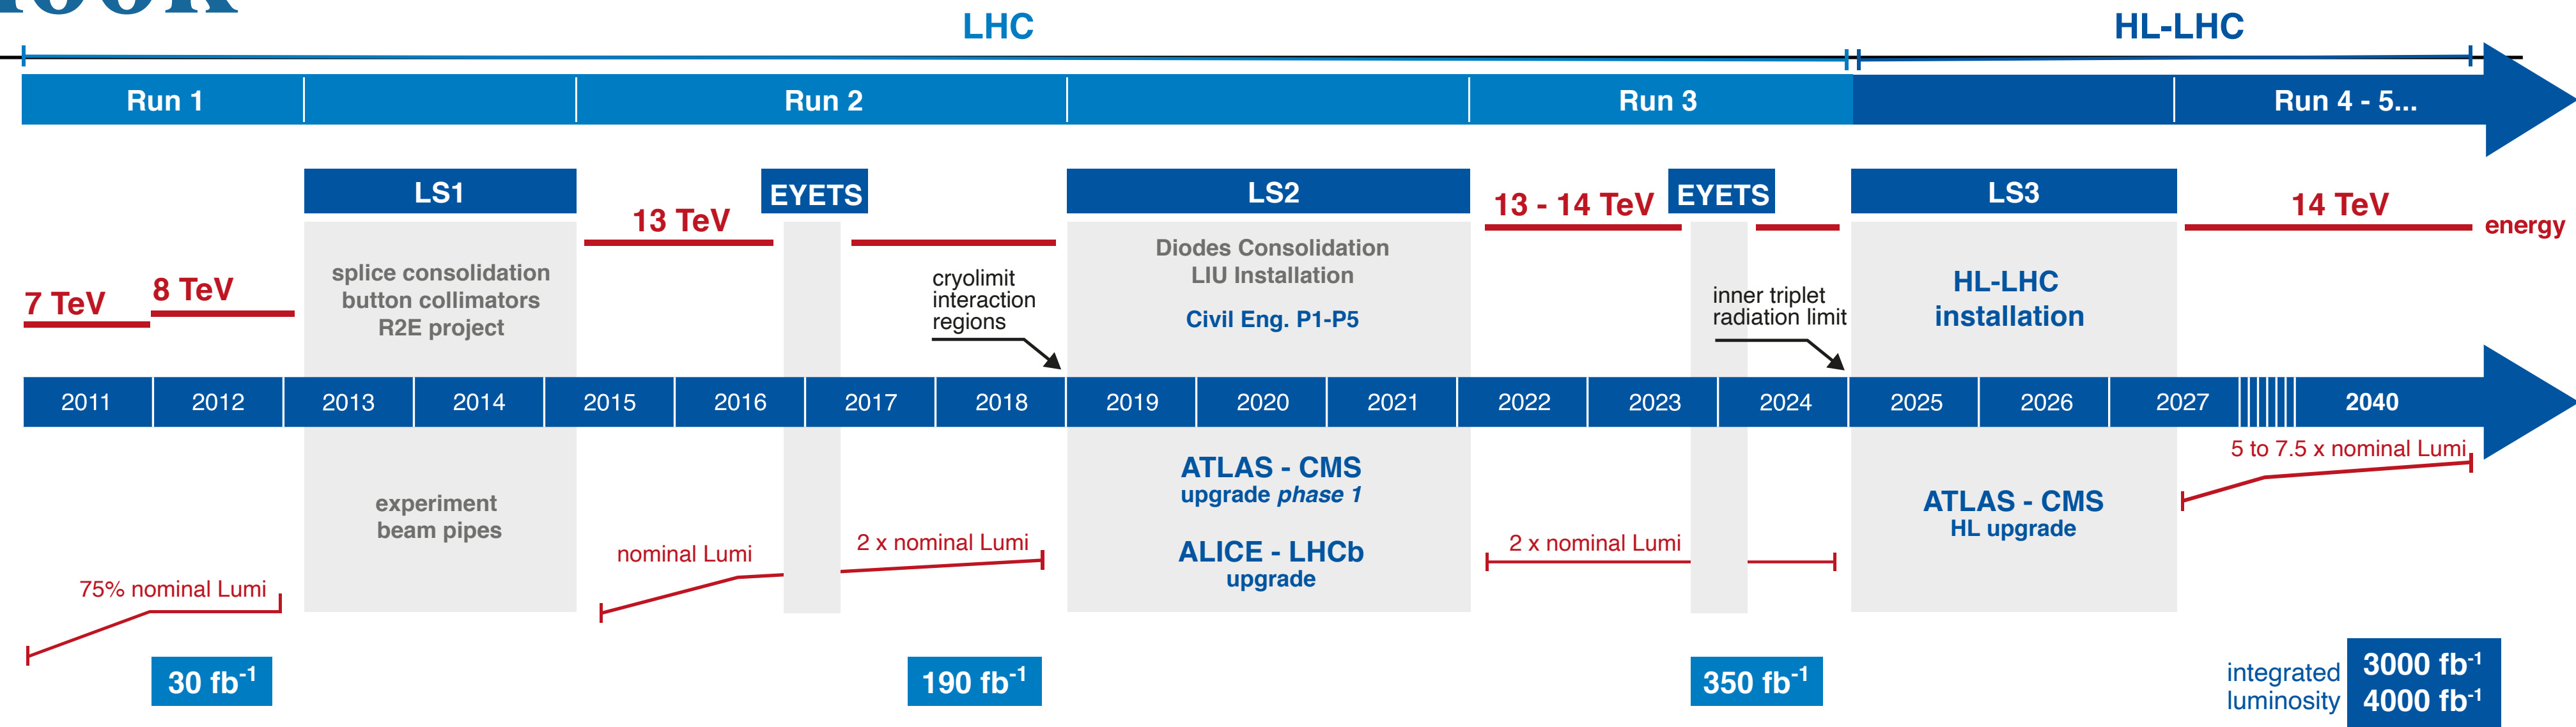 LHC
HL-LHC
Run 1
Run 2
Run 3
Run 4 - 5...
LS1
EYETS
LS2
EYETS
LS3
13 TeV
13 - 14 TeV
14 TeV
energy
7 TeV
8 TeV
splice consolidation
button collimators
R2E project
cryolimit
interaction
regions
Diodes Consolidation
LIU Installation
Civil Eng. P1-P5
inner triplet
radiation limit
HL-LHC
installation
2011
2012
2013
2014
2015
2016
2017
2018
2019
2020
2021
2022
2023
2024
2025
2026
2027
2040
experiment
beam pipes
ATLAS - CMS
upgrade phase 1
ALICE - LHCb
upgrade
ATLAS - CMS
HL upgrade
5 to 7.5 x nominal Lumi
75% nominal Lumi
nominal Lumi
2 x nominal Lumi
2 x nominal Lumi
30 fb-1
190 fb-1
350 fb-1
integrated
luminosity
3000 fb-1
4000 fb-1